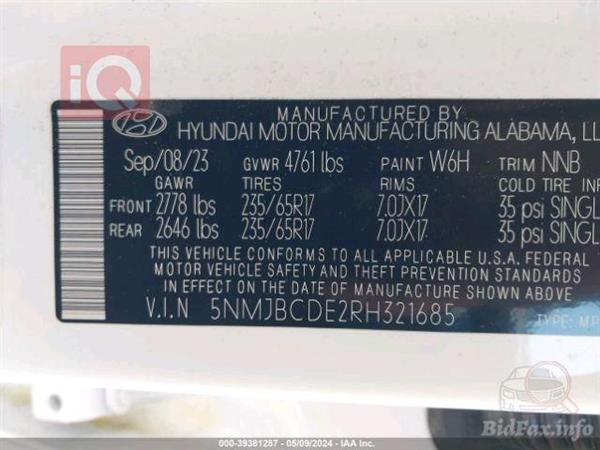 iQ
MANUFACTURED BY
HYUNDAI MOTOR MANUFACTURING ALABAMA, LL
Sep/08/23 GVWR 4761 lbs PAINT W6H TRIM NNB
GAWR TIRES RIMS COLD TIRE IN
FRONT 2778 lbs 235/65R17 7.0JX17 35 psi SINGL
REAR 2646 lbs 235/65R17 7.0JX17 35 psi SINGL
THIS VEHICLE CONFORMS TO ALL APPLICABLE U.S.A. FEDERAL
MOTOR VEHICLE SAFETY AND THEFT PREVENTION STANDARDS
IN EFFECT ON THE DATE OF MANUFACTURE SHOWN ABOVE.
V.I.N 5NMJBCDE2RH321685 TYPE: MP
BidFax.info
000-39381287 - 05/09/2024 - IAA Inc.